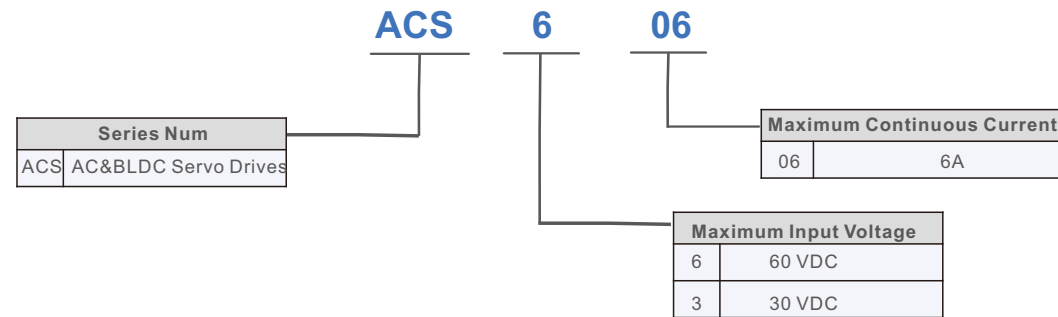 ACS 6 06
Series Num
ACS AC&BLDC Servo Drives
Maximum Continuous Current
06 6A
Maximum Input Voltage
6 60 VDC
3 30 VDC